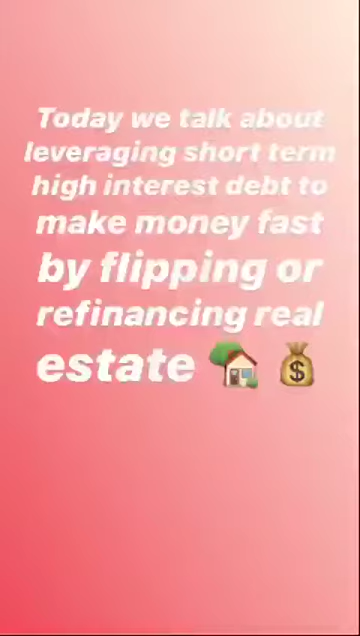 Today we talk about
leveraging short term
high interest debt to
make money fast
by flipping or
refinancing real
estate 🏡 💰